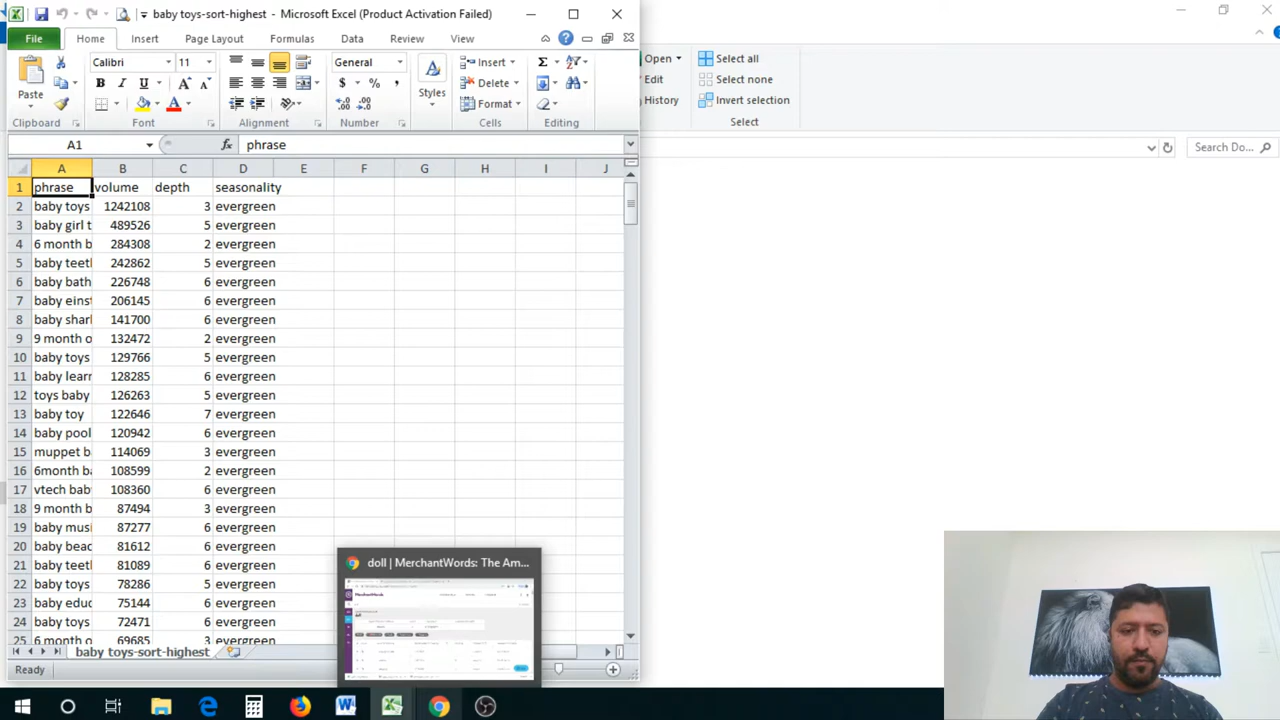 baby toys-sort-highest - Microsoft Excel (Product Activation Failed)
File Home Insert Page Layout Formulas Data Review View
Open Select all
Edit Select none
History Invert selection
Select
Paste
Clipboard
Calibri 11
B I U
A A
Font
Alignment
General
$ % ,
Number
Styles
Insert
Delete
Format
Cells
Σ
Editing
A1 fx phrase
Search Do...
A B C D E F G H I J
1 phrase volume depth seasonality
2 baby toys 1242108 3 evergreen
3 baby girl t 489526 5 evergreen
4 6 month b 284308 2 evergreen
5 baby teetl 242862 5 evergreen
6 baby bath 226748 6 evergreen
7 baby einst 206145 6 evergreen
8 baby sharl 141700 6 evergreen
9 9 month o 132472 2 evergreen
10 baby toys 129766 5 evergreen
11 baby learr 128285 6 evergreen
12 toys baby 126263 5 evergreen
13 baby toy 122646 7 evergreen
14 baby pool 120942 6 evergreen
15 muppet ba 114069 3 evergreen
16 6month ba 108599 2 evergreen
17 vtech bab 108360 6 evergreen
18 9 month b 87494 3 evergreen
19 baby musi 87277 6 evergreen
20 baby beac 81612 6 evergreen
21 baby teetl 81089 6 evergreen
22 baby toys 78286 5 evergreen
23 baby educ 75144 6 evergreen
24 baby toys 72471 6 evergreen
25 6 month o 69685 3 evergreen
doll | MerchantWords: The Am...
MerchantWords
baby toys-sort-highest
Ready